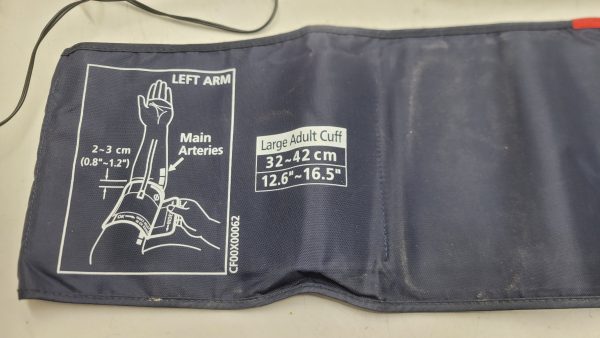 LEFT ARM
2~3 cm
(0.8"~1.2")
Main
Arteries
CF00X00062
Large Adult Cuff
32~42 cm
12.6"~16.5"